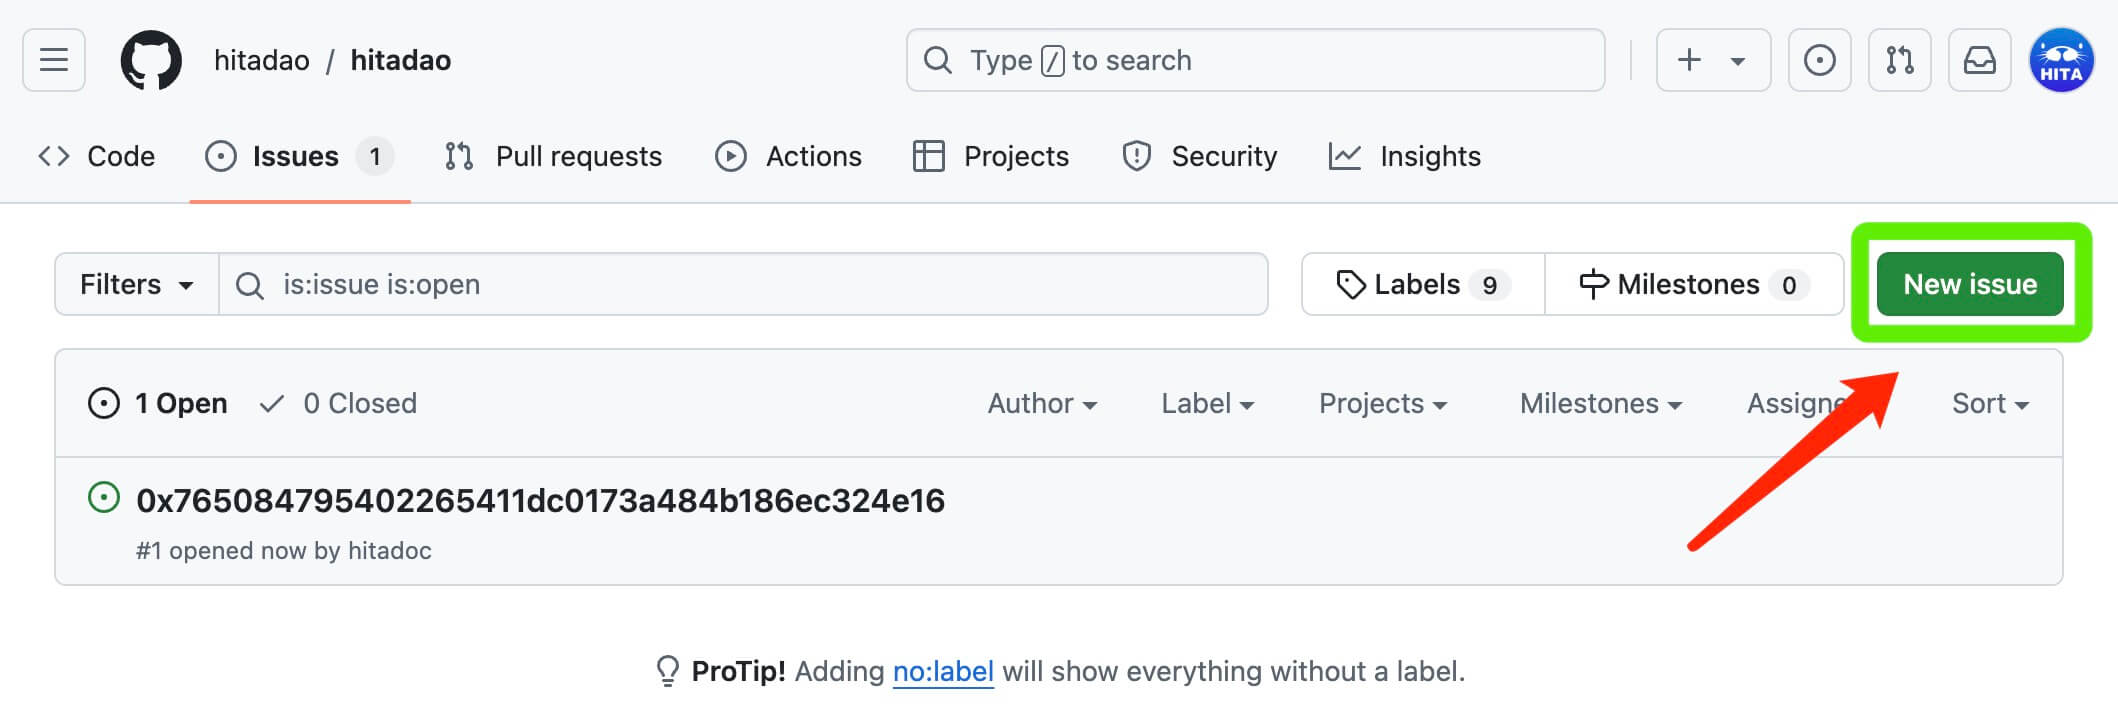 hitadao / hitadao
Type / to search
HITA
Code
Issues 1
Pull requests
Actions
Projects
Security
Insights
Filters
is:issue is:open
Labels 9
Milestones 0
New issue
1 Open
0 Closed
Author
Label
Projects
Milestones
Assigne
Sort
0x765084795402265411dc0173a484b186ec324e16
#1 opened now by hitadoc
ProTip! Adding no:label will show everything without a label.